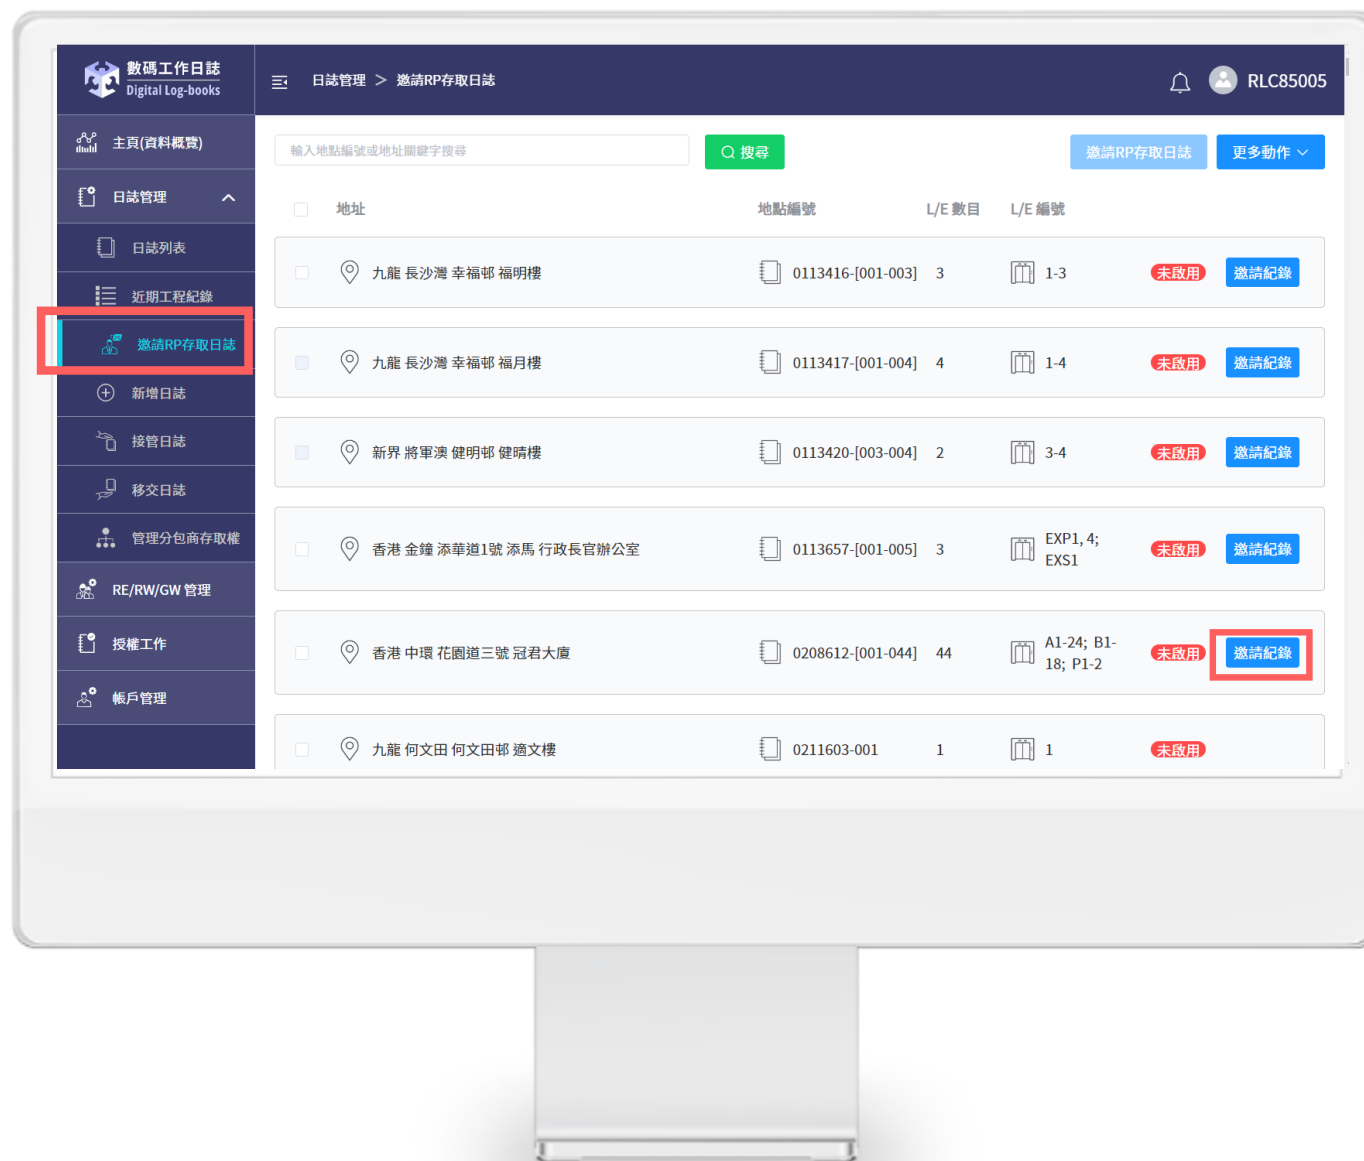 數碼工作日誌
Digital Log-books
日誌管理 > 邀請RP存取日誌
RLC85005
主頁(資料概覽)
日誌管理
日誌列表
近期工程紀錄
邀請RP存取日誌
新增日誌
接管日誌
移交日誌
管理分包商存取權
RE/RW/GW 管理
授權工作
帳戶管理
輸入地點編號或地址關鍵字搜尋
搜尋
邀請RP存取日誌
更多動作
地址 地點編號 L/E 數目 L/E 編號
九龍 長沙灣 幸福邨 福明樓 0113416-[001-003] 3 1-3 未啟用 邀請紀錄
九龍 長沙灣 幸福邨 福月樓 0113417-[001-004] 4 1-4 未啟用 邀請紀錄
新界 將軍澳 健明邨 健晴樓 0113420-[003-004] 2 3-4 未啟用 邀請紀錄
香港 金鐘 添華道1號 添馬 行政長官辦公室 0113657-[001-005] 3 EXP1, 4; 未啟用 邀請紀錄
EXS1
香港 中環 花園道三號 冠君大廈 0208612-[001-044] 44 A1-24; B1- 未啟用 邀請紀錄
18; P1-2
九龍 何文田 何文田邨 適文樓 0211603-001 1 1 未啟用